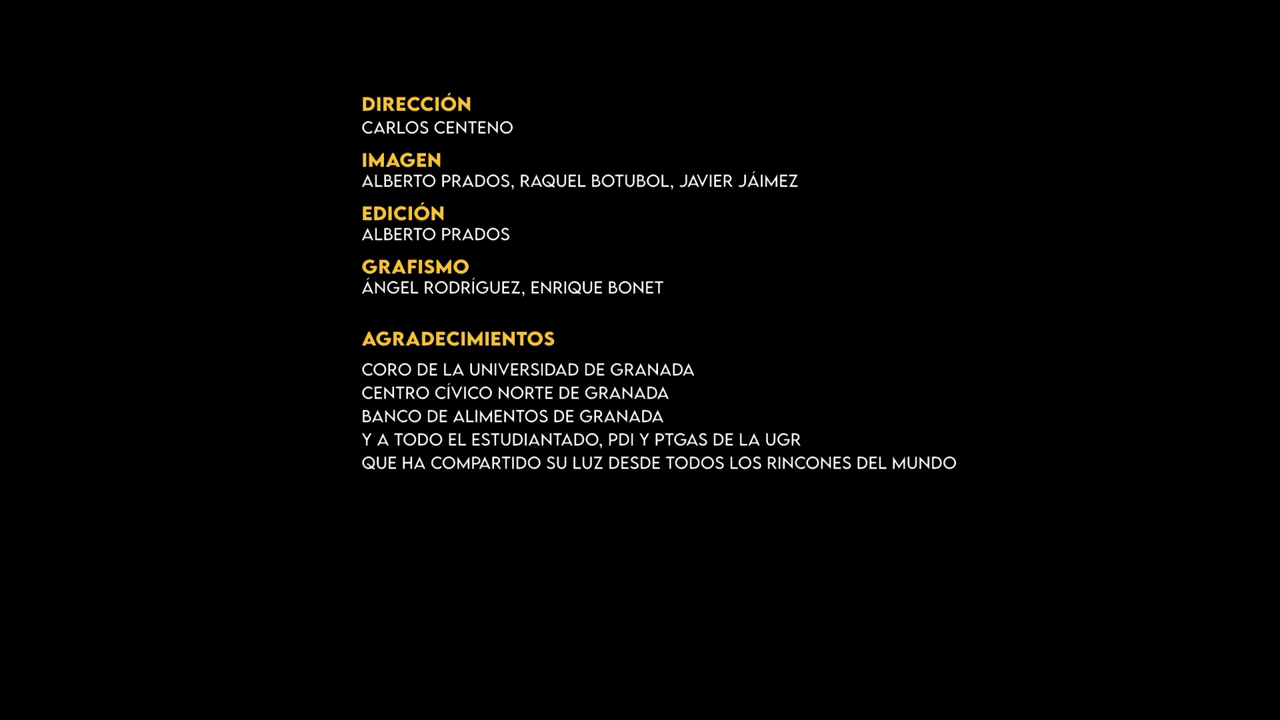 DIRECCIÓN
CARLOS CENTENO
IMAGEN
ALBERTO PRADOS, RAQUEL BOTUBOL, JAVIER JÁIMEZ
EDICIÓN
ALBERTO PRADOS
GRAFISMO
ÁNGEL RODRÍGUEZ, ENRIQUE BONET
AGRADECIMIENTOS
CORO DE LA UNIVERSIDAD DE GRANADA
CENTRO CÍVICO NORTE DE GRANADA
BANCO DE ALIMENTOS DE GRANADA
Y A TODO EL ESTUDIANTADO, PDI Y PTGAS DE LA UGR
QUE HA COMPARTIDO SU LUZ DESDE TODOS LOS RINCONES DEL MUNDO